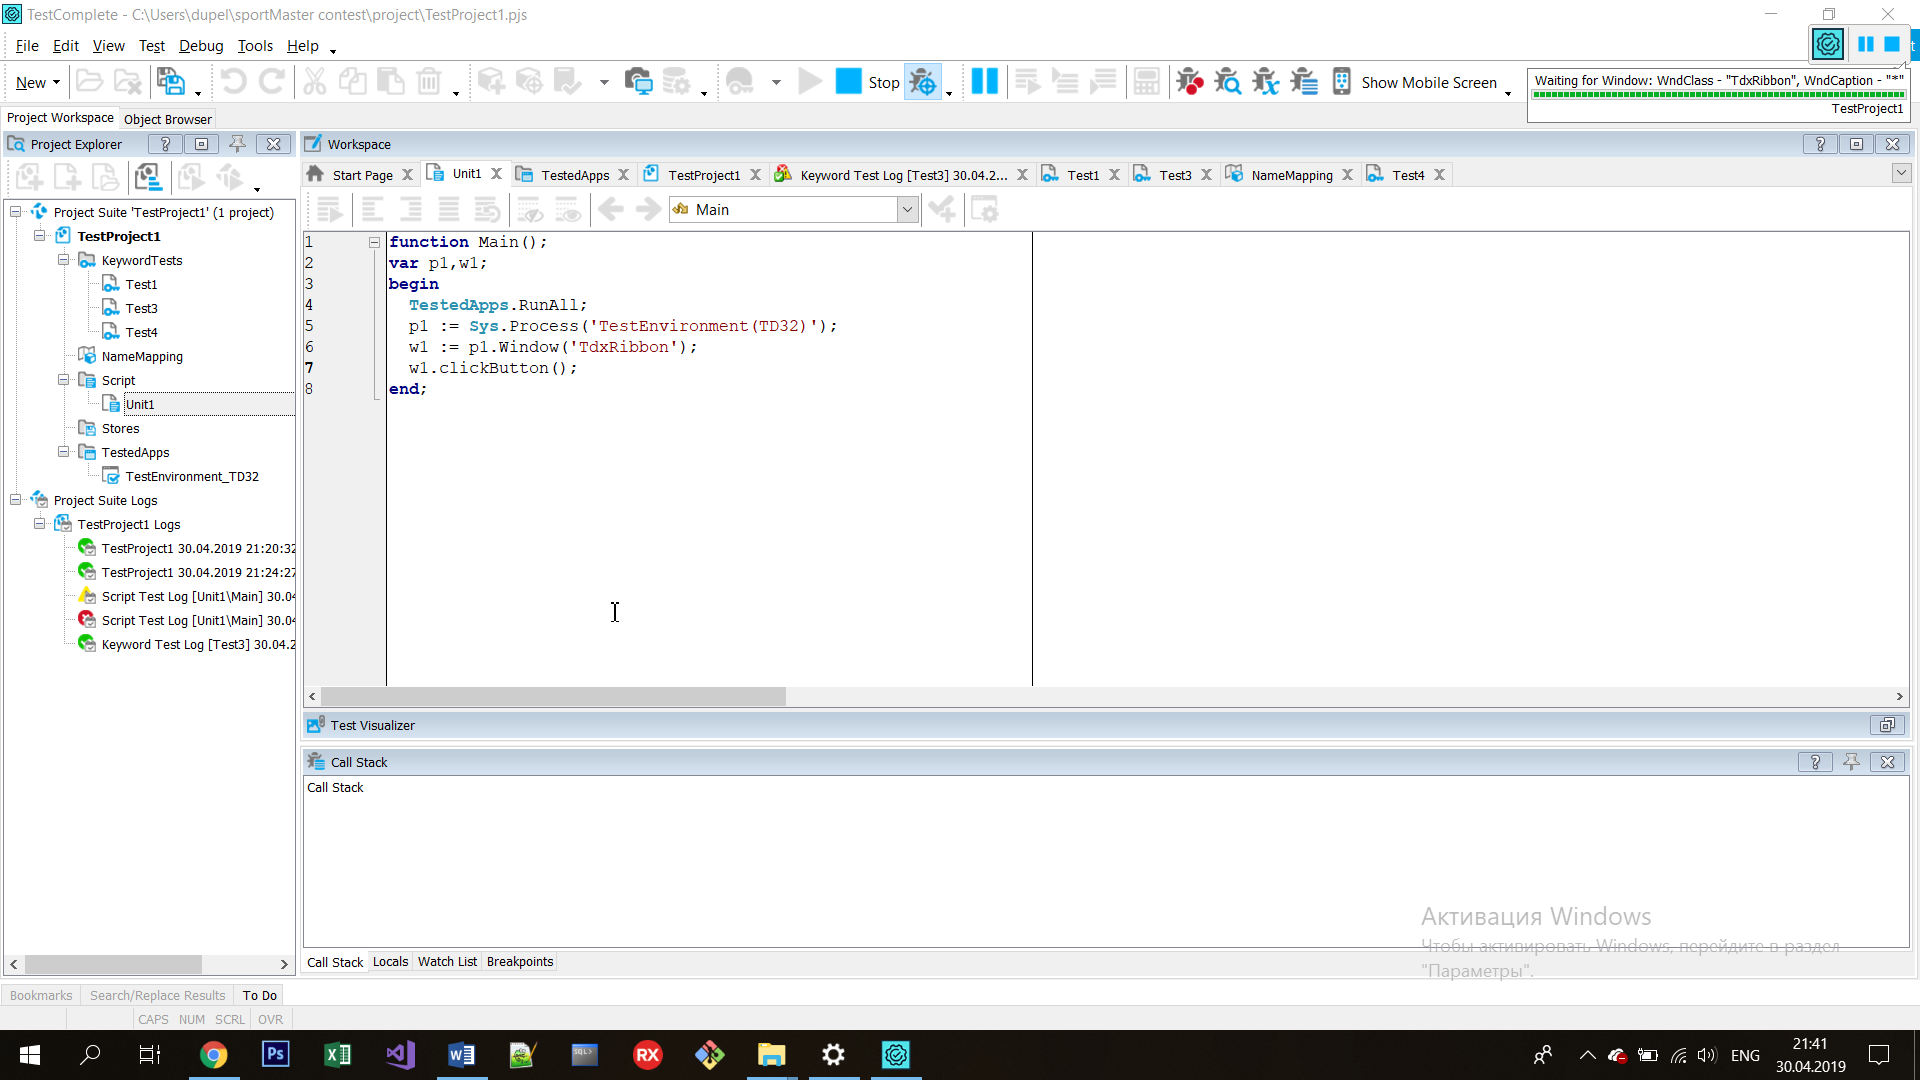 TestComplete - C:\Users\dupel\sportMaster contest\project\TestProject1.pjs
File Edit View Test Debug Tools Help
New Stop Show Mobile Screen
Waiting for Window: WndClass - "TdxRibbon", WndCaption - "*"
TestProject1
Project Workspace Object Browser
Project Explorer
Workspace
Start Page Unit1 TestedApps TestProject1 Keyword Test Log [Test3] 30.04.2... Test1 Test3 NameMapping Test4
Main
Project Suite 'TestProject1' (1 project)
TestProject1
KeywordTests
Test1
Test3
Test4
NameMapping
Script
Unit1
Stores
TestedApps
TestEnvironment_TD32
Project Suite Logs
TestProject1 Logs
TestProject1 30.04.2019 21:20:32
TestProject1 30.04.2019 21:24:27
Script Test Log [Unit1\Main] 30.04
Script Test Log [Unit1\Main] 30.04
Keyword Test Log [Test3] 30.04.2
1 function Main();
2 var p1,w1;
3 begin
4 TestedApps.RunAll;
5 p1 := Sys.Process('TestEnvironment(TD32)');
6 w1 := p1.Window('TdxRibbon');
7 w1.clickButton();
8 end;
Test Visualizer
Call Stack
Call Stack
Активация Windows
Чтобы активировать Windows, перейдите в раздел
"Параметры".
Call Stack Locals Watch List Breakpoints
Bookmarks Search/Replace Results To Do
CAPS NUM SCRL OVR
Ps
SQL>
RX
ENG
21:41
30.04.2019